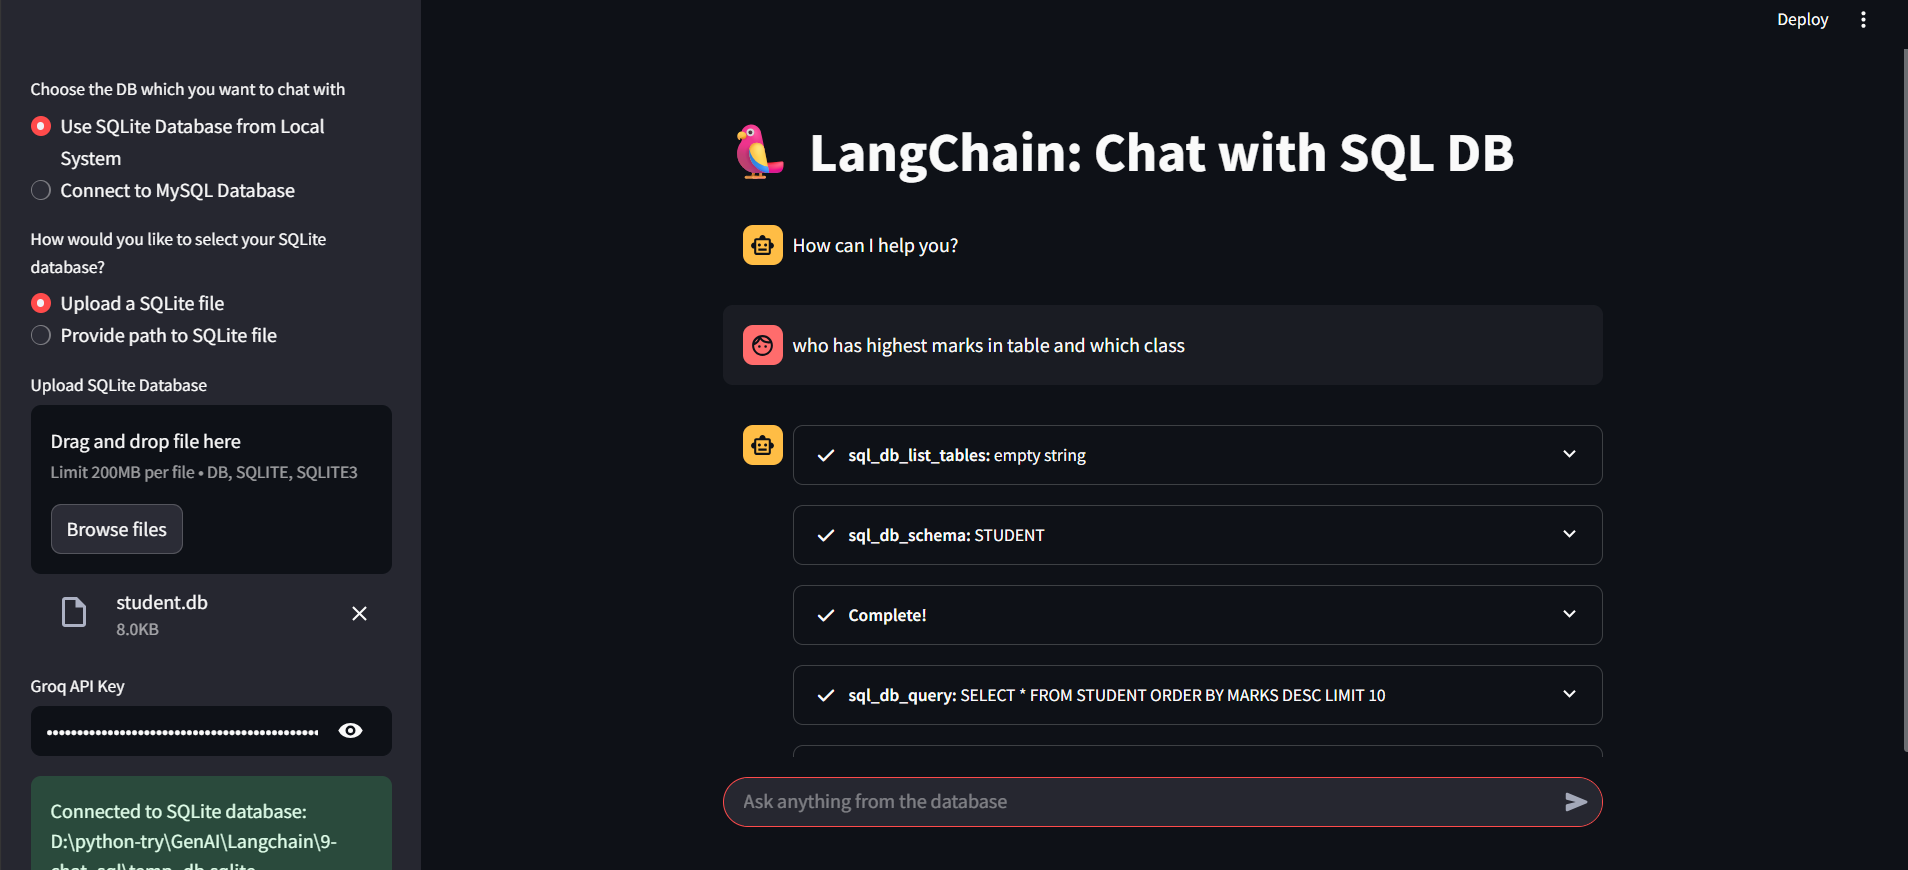 Deploy
Choose the DB which you want to chat with
Use SQLite Database from Local
System
Connect to MySQL Database
How would you like to select your SQLite
database?
Upload a SQLite file
Provide path to SQLite file
Upload SQLite Database
Drag and drop file here
Limit 200MB per file • DB, SQLITE, SQLITE3
Browse files
student.db
8.0KB
Groq API Key
Connected to SQLite database:
D:\python-try\GenAI\Langchain\9-
chat_sql\temp_db.sqlite
LangChain: Chat with SQL DB
How can I help you?
who has highest marks in table and which class
sql_db_list_tables: empty string
sql_db_schema: STUDENT
Complete!
sql_db_query: SELECT * FROM STUDENT ORDER BY MARKS DESC LIMIT 10
Ask anything from the database